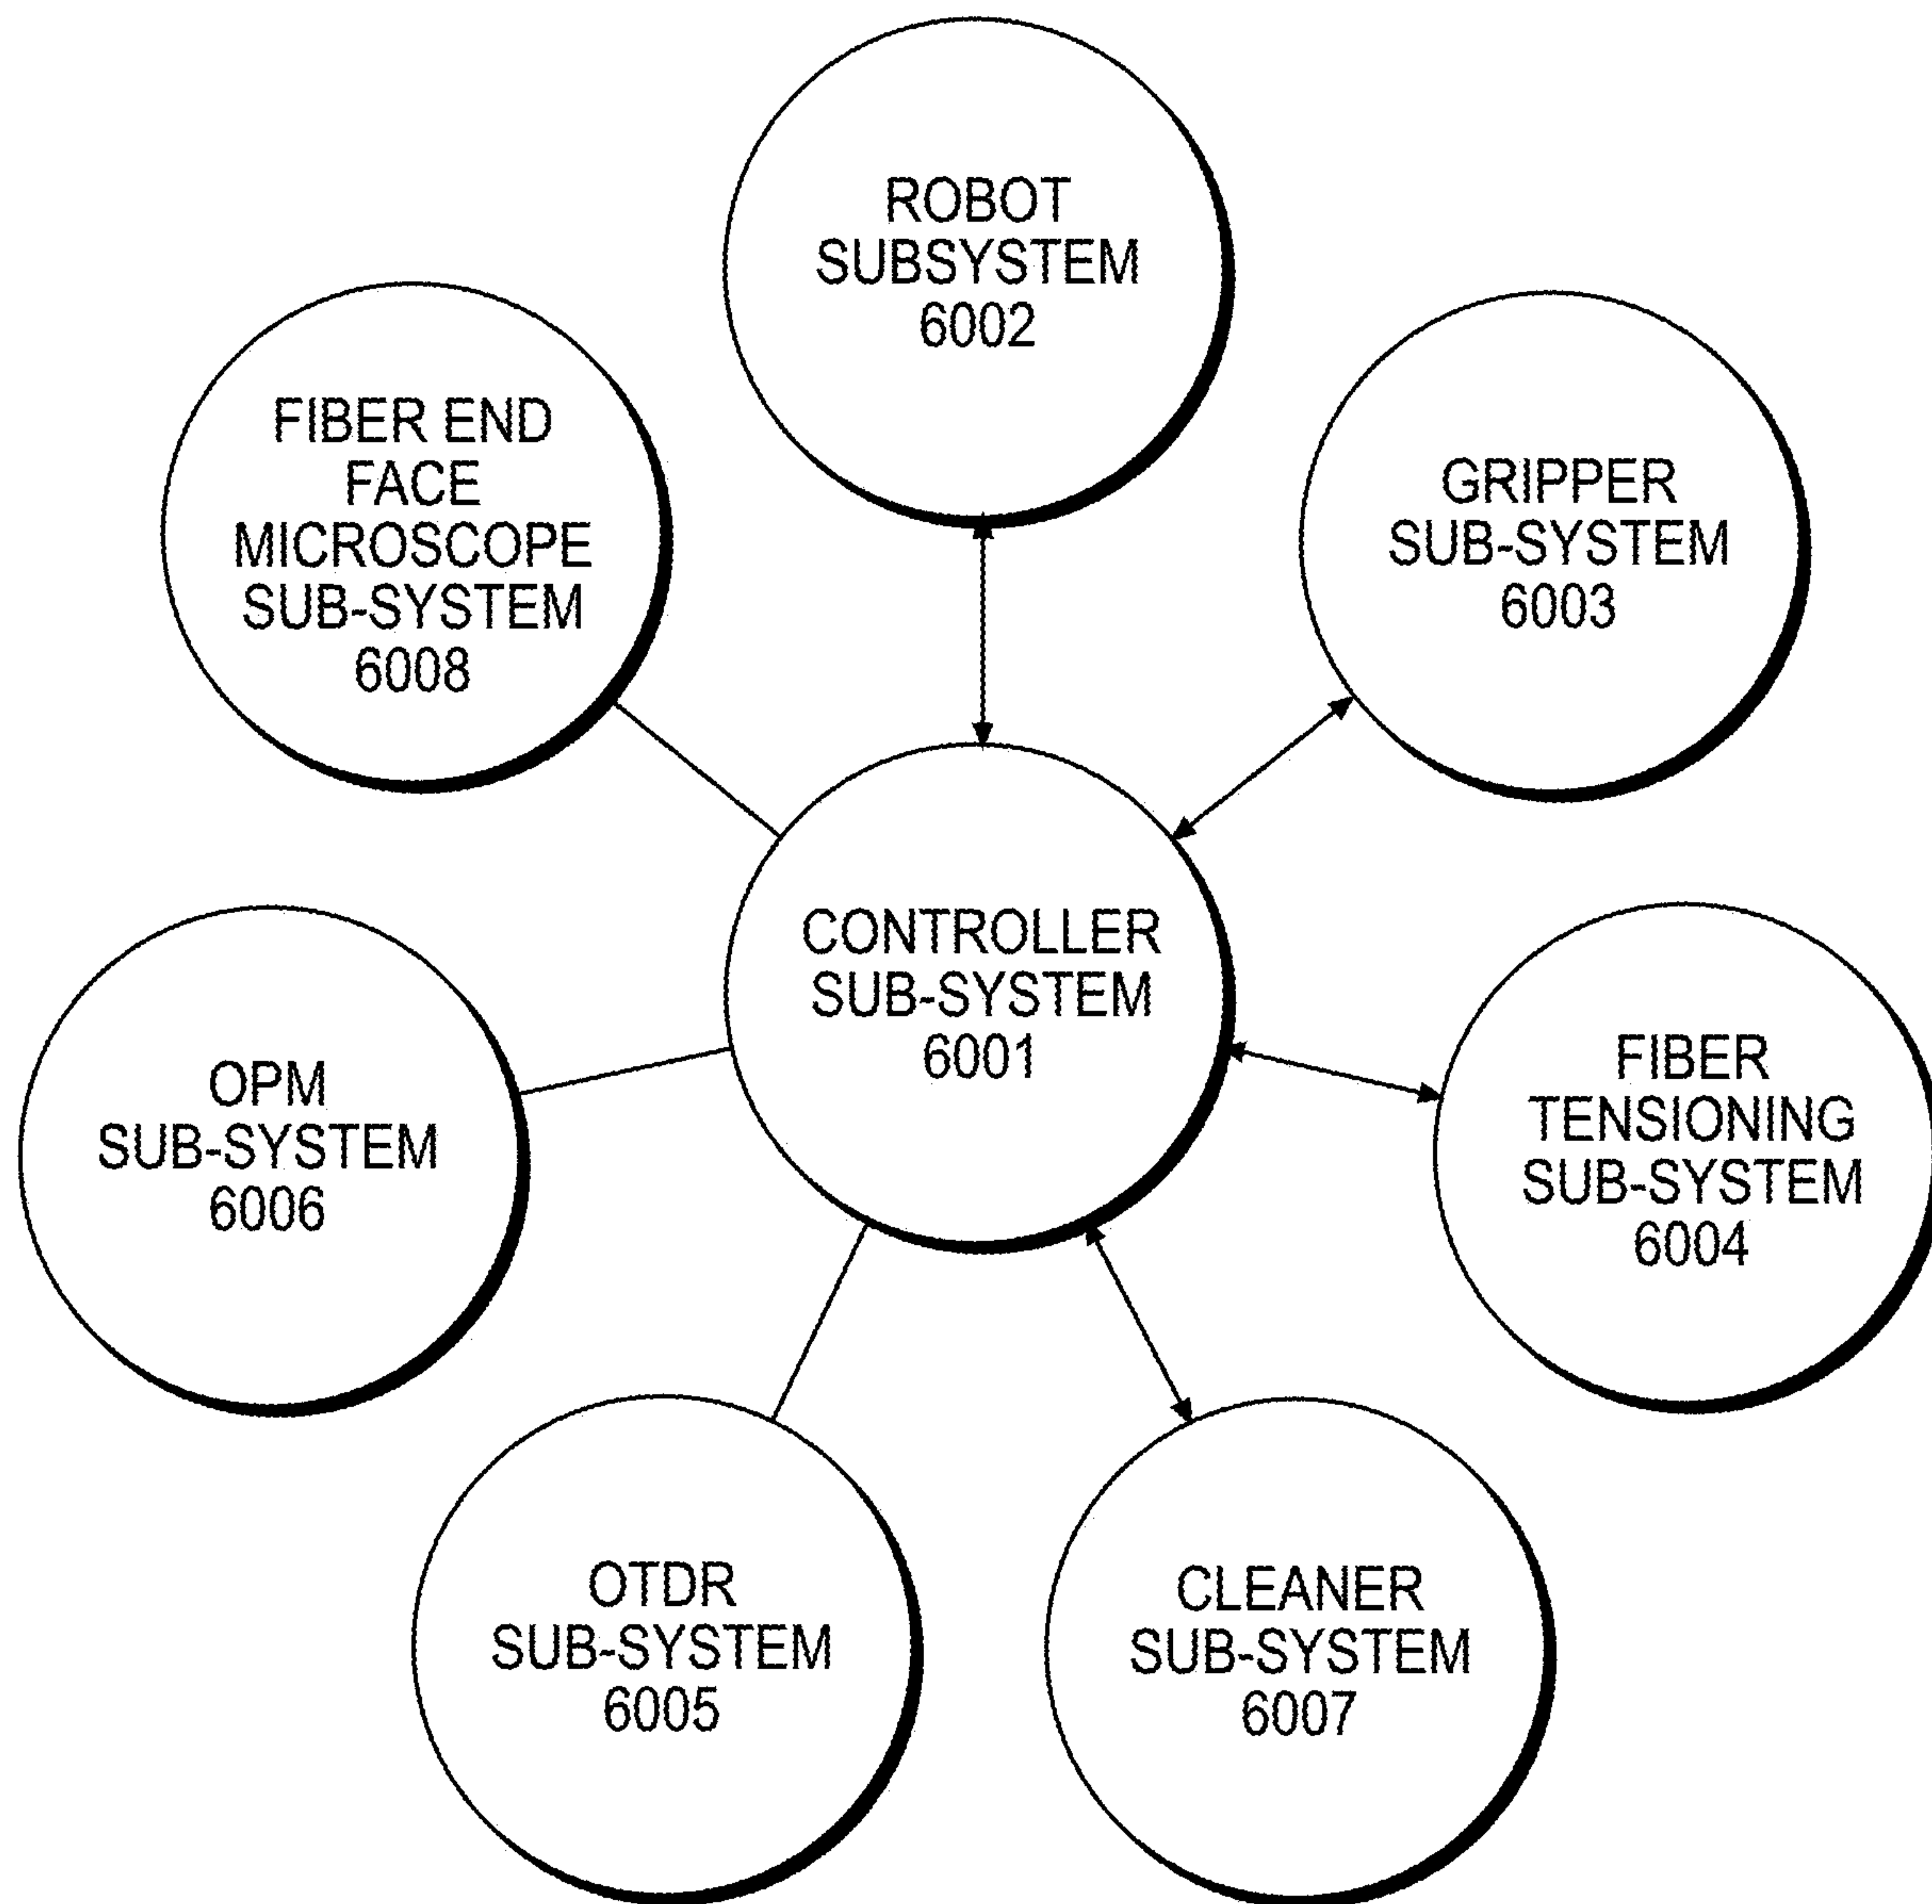 ROBOT
SUBSYSTEM
6002
FIBER END
FACE
MICROSCOPE
SUB-SYSTEM
6008
GRIPPER
SUB-SYSTEM
6003
CONTROLLER
SUB-SYSTEM
6001
OPM
SUB-SYSTEM
6006
FIBER
TENSIONING
SUB-SYSTEM
6004
OTDR
SUB-SYSTEM
6005
CLEANER
SUB-SYSTEM
6007